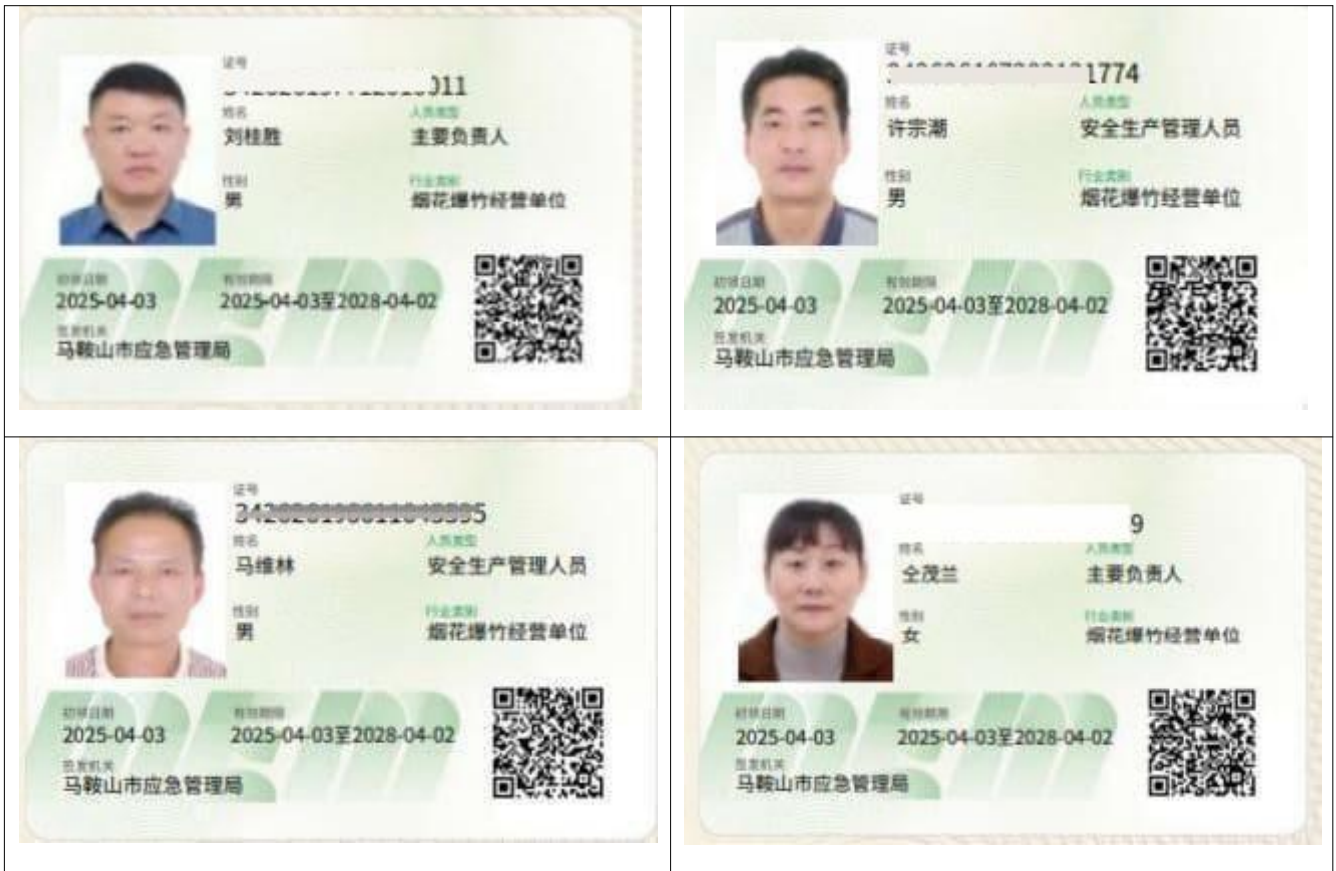 证号
011
姓名 人员类型
刘桂胜 主要负责人
性别 行业类别
男 烟花爆竹经营单位
初领日期 有效期限
2025-04-03 2025-04-03至2028-04-02
签发机关
马鞍山市应急管理局
证号
1774
姓名 人员类型
许宗潮 安全生产管理人员
性别 行业类别
男 烟花爆竹经营单位
初领日期 有效期限
2025-04-03 2025-04-03至2028-04-02
签发机关
马鞍山市应急管理局
证号
5
姓名 人员类型
马维林 安全生产管理人员
性别 行业类别
男 烟花爆竹经营单位
初领日期 有效期限
2025-04-03 2025-04-03至2028-04-02
签发机关
马鞍山市应急管理局
证号
9
姓名 人员类型
仝茂兰 主要负责人
性别 行业类别
女 烟花爆竹经营单位
初领日期 有效期限
2025-04-03 2025-04-03至2028-04-02
签发机关
马鞍山市应急管理局